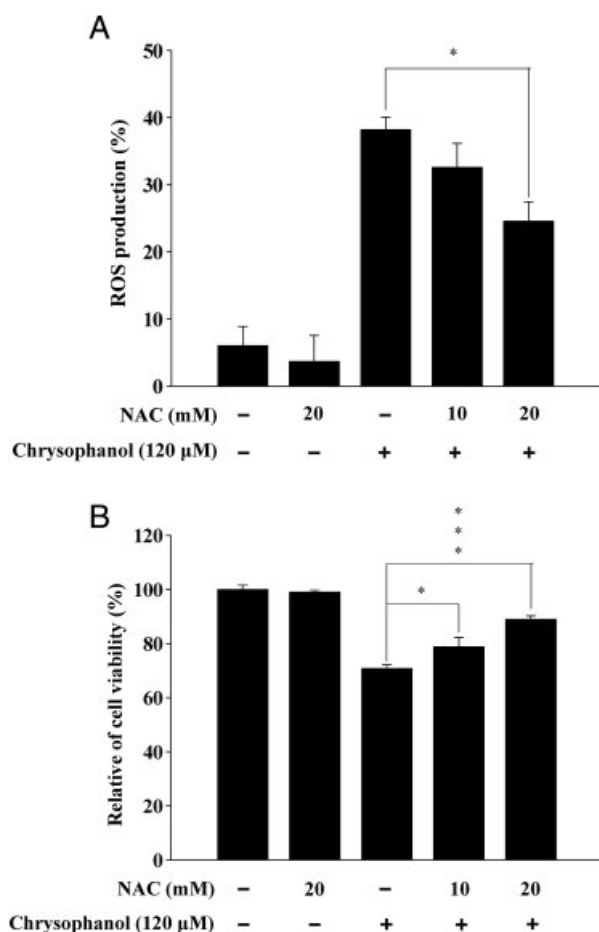 A
50
40
30
20
10
0
ROS production (%)
*
NAC (mM) – 20 – 10 20
Chrysophanol (120 µM) – – + + +
B
120
100
80
60
40
20
0
Relative of cell viability (%)
*
*
*
*
NAC (mM) – 20 – 10 20
Chrysophanol (120 µM) – – + + +